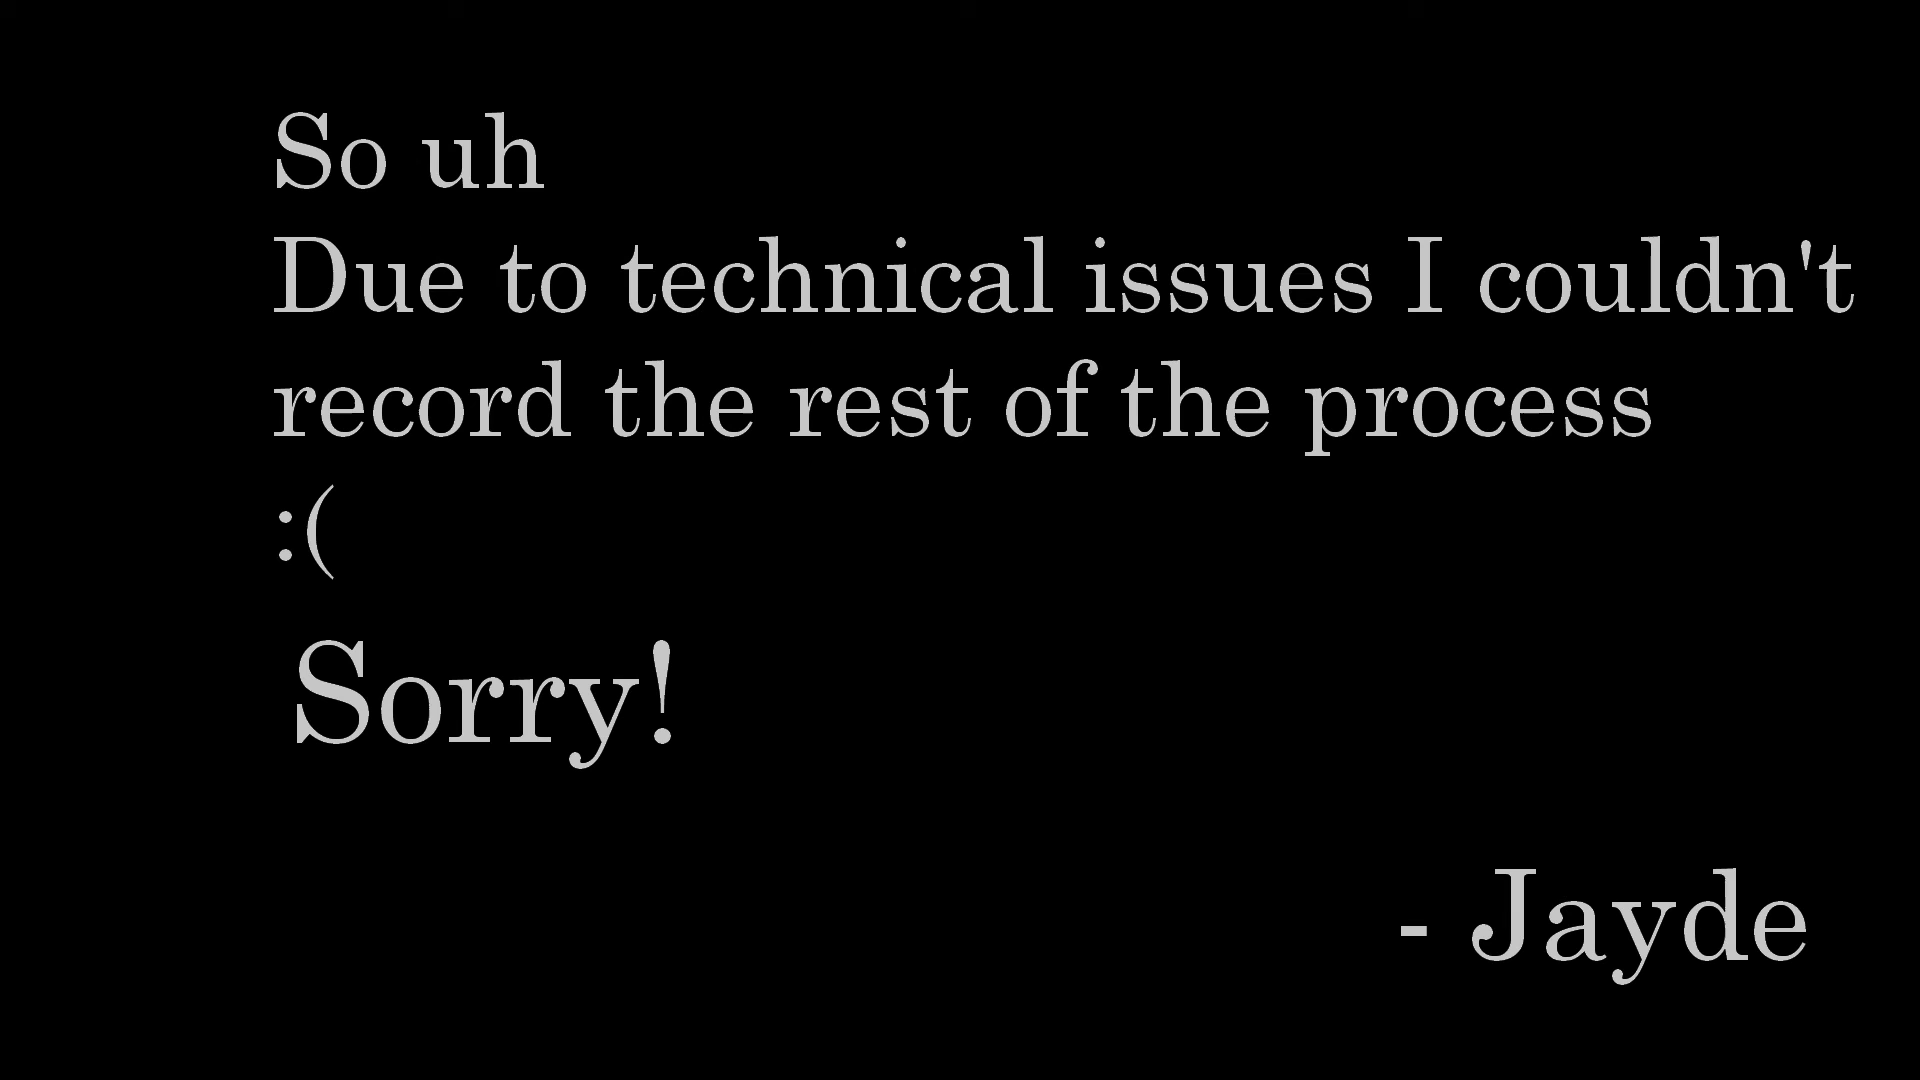 So uh
Due to technical issues I couldn't
record the rest of the process
:(
Sorry!
- Jayde